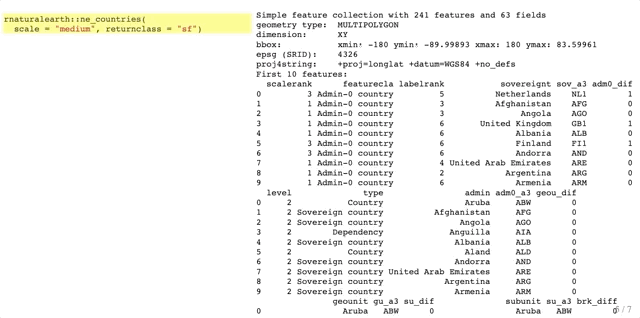 rnaturalearth::ne_countries(
  scale = "medium", returnclass = "sf")
Simple feature collection with 241 features and 63 fields
geometry type:  MULTIPOLYGON
dimension:      XY
bbox:           xmin: -180 ymin: -89.99893 xmax: 180 ymax: 83.59961
epsg (SRID):    4326
proj4string:    +proj=longlat +datum=WGS84 +no_defs
First 10 features:
  scalerank      featurecla labelrank           sovereignt sov_a3 adm0_dif
0         3 Admin-0 country         5          Netherlands    NL1        1
1         1 Admin-0 country         3          Afghanistan    AFG        0
2         1 Admin-0 country         3               Angola    AGO        0
3         1 Admin-0 country         6       United Kingdom    GB1        1
4         1 Admin-0 country         6              Albania    ALB        0
5         3 Admin-0 country         6              Finland    FI1        1
6         3 Admin-0 country         6              Andorra    AND        0
7         1 Admin-0 country         4 United Arab Emirates    ARE        0
8         1 Admin-0 country         2            Argentina    ARG        0
9         1 Admin-0 country         6              Armenia    ARM        0
  level              type                admin adm0_a3 geou_dif
0     2           Country                Aruba     ABW        0
1     2 Sovereign country          Afghanistan     AFG        0
2     2 Sovereign country               Angola     AGO        0
3     2        Dependency             Anguilla     AIA        0
4     2 Sovereign country              Albania     ALB        0
5     2           Country                Aland     ALD        0
6     2 Sovereign country              Andorra     AND        0
7     2 Sovereign country United Arab Emirates     ARE        0
8     2 Sovereign country            Argentina     ARG        0
9     2 Sovereign country              Armenia     ARM        0
               geounit gu_a3 su_dif              subunit su_a3 brk_diff
0                Aruba   ABW      0                Aruba   ABW        0
/ 7